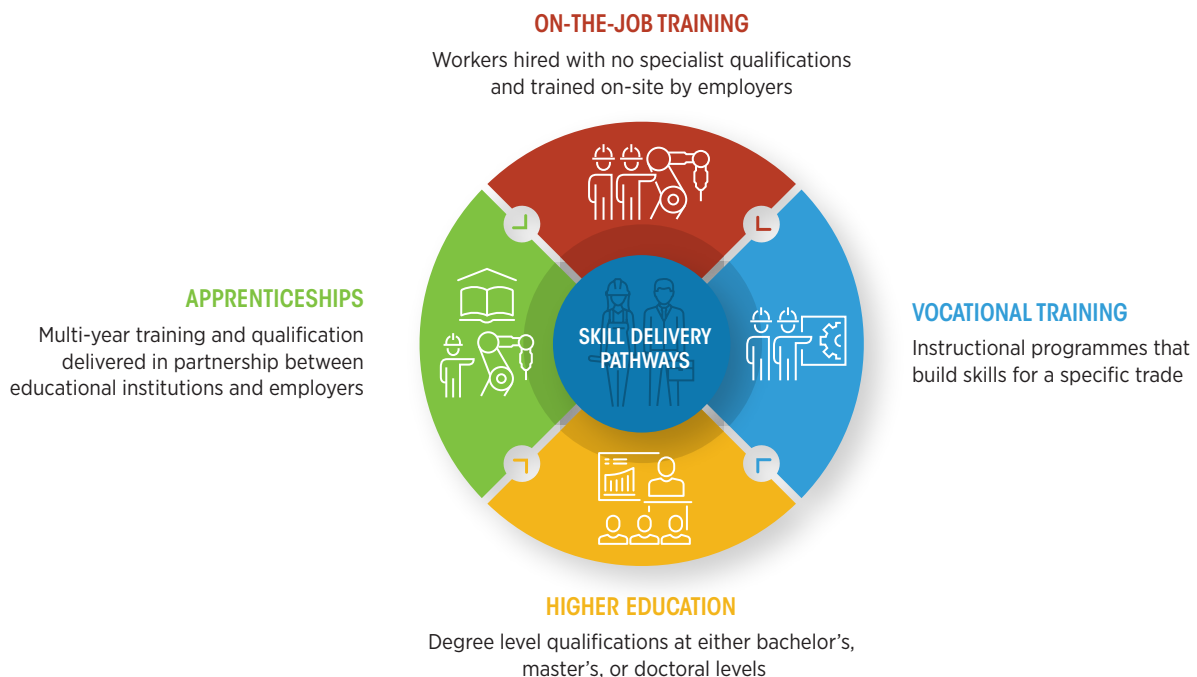 ON-THE-JOB TRAINING
Workers hired with no specialist qualifications
and trained on-site by employers
APPRENTICESHIPS
Multi-year training and qualification
delivered in partnership between
educational institutions and employers
SKILL DELIVERY
PATHWAYS
VOCATIONAL TRAINING
Instructional programmes that
build skills for a specific trade
HIGHER EDUCATION
Degree level qualifications at either bachelor’s,
master’s, or doctoral levels